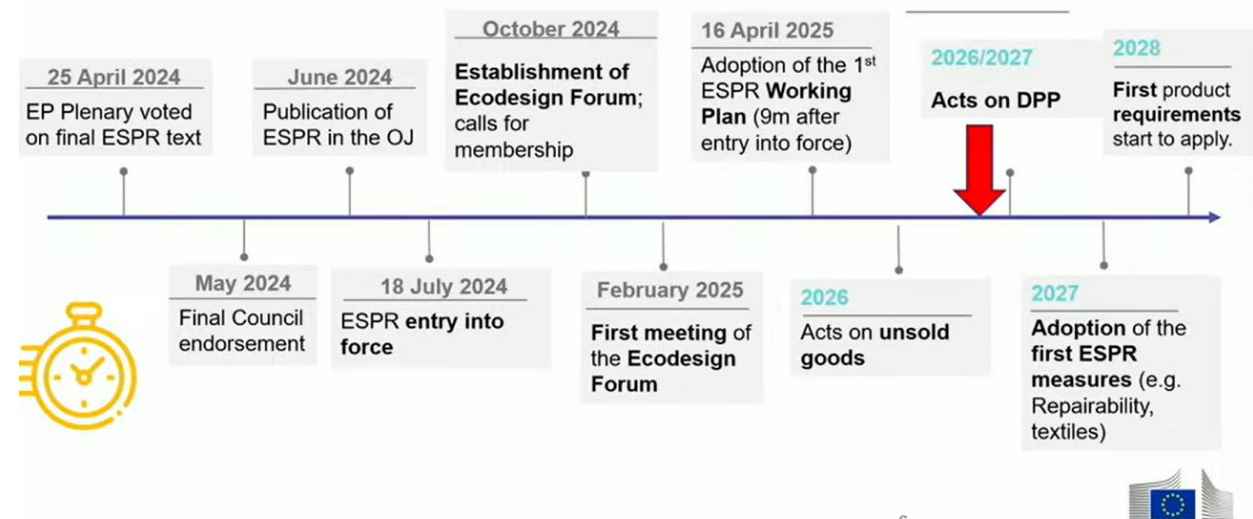 25 April 2024
EP Plenary voted
on final ESPR text
May 2024
Final Council
endorsement
June 2024
Publication of
ESPR in the OJ
18 July 2024
ESPR entry into
force
October 2024
Establishment of
Ecodesign Forum;
calls for
membership
February 2025
First meeting of
the Ecodesign
Forum
16 April 2025
Adoption of the 1st
ESPR Working
Plan (9m after
entry into force)
2026
Acts on unsold
goods
2026/2027
Acts on DPP
2027
Adoption of the
first ESPR
measures (e.g.
Repairability,
textiles)
2028
First product
requirements
start to apply.